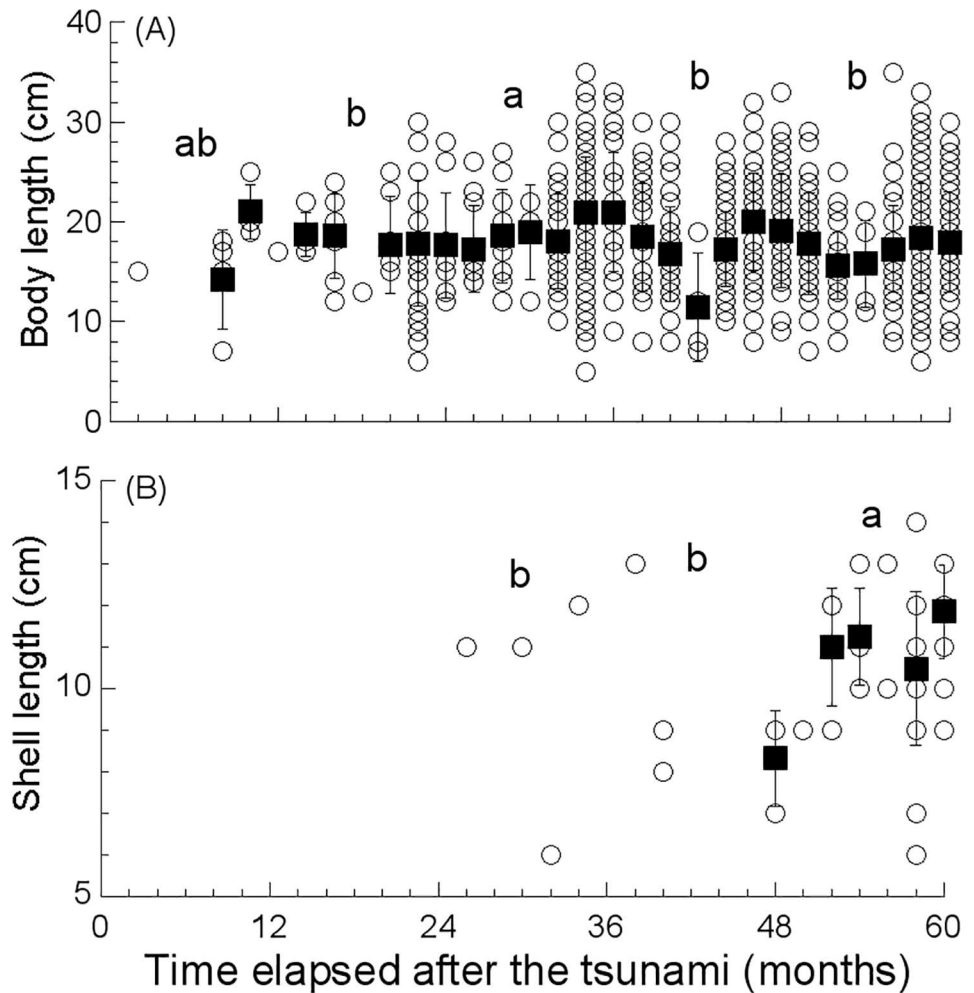 (A)
Body length (cm)
40
30
20
10
0
ab
b
a
b
b
(B)
Shell length (cm)
15
10
5
b
b
a
0 12 24 36 48 60
Time elapsed after the tsunami (months)